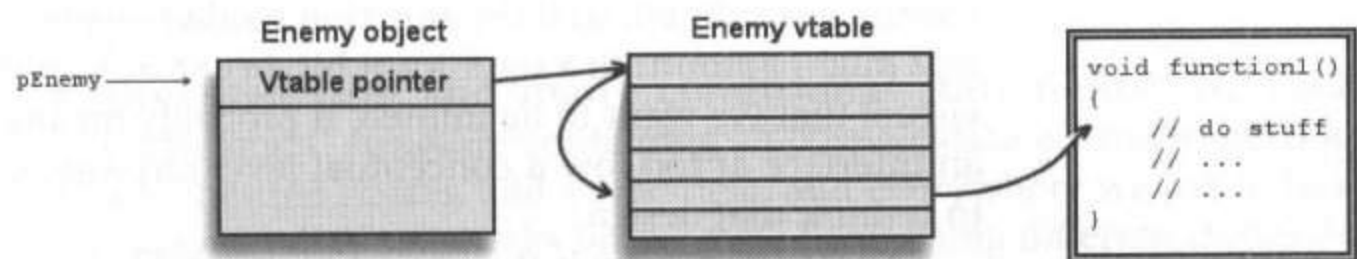 Enemy object
Enemy vtable
pEnemy
Vtable pointer
void function1()
{
// do stuff
// ...
// ...
}